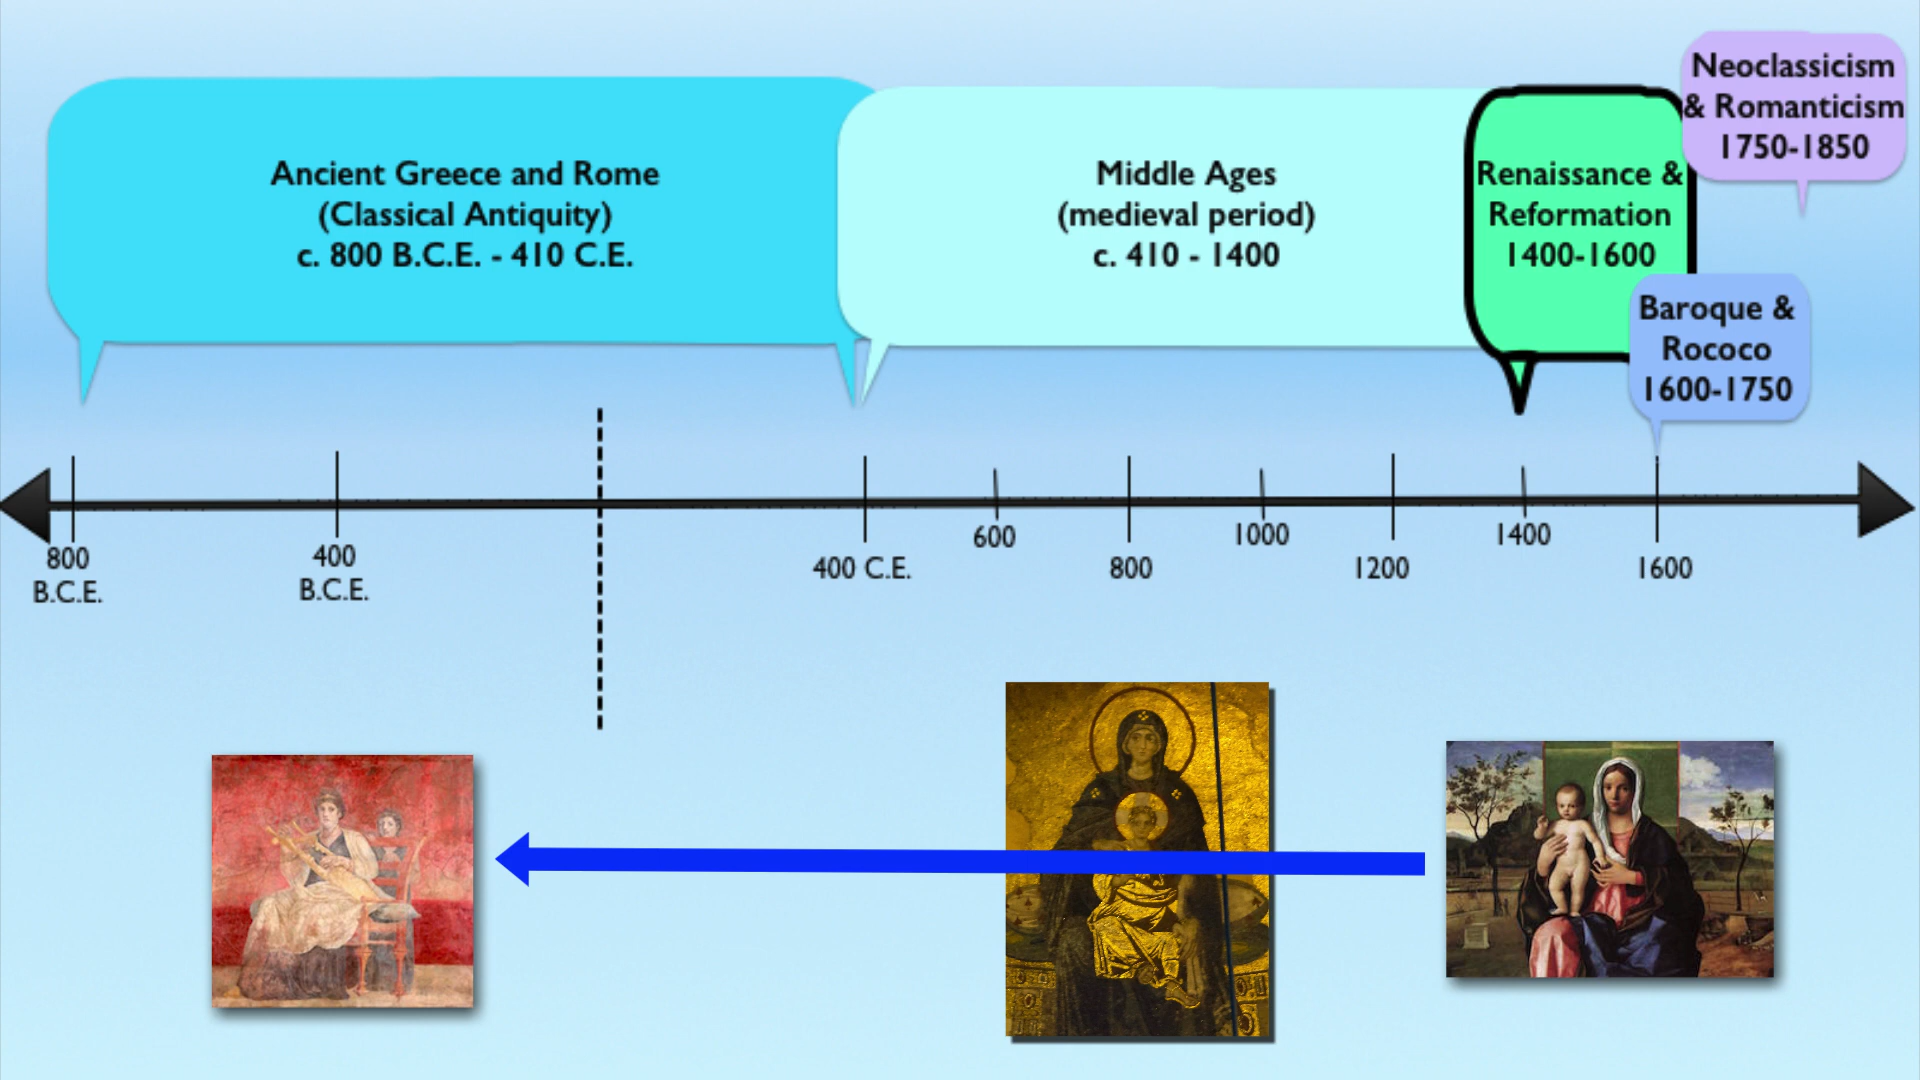 Ancient Greece and Rome
(Classical Antiquity)
c. 800 B.C.E. - 410 C.E.
Middle Ages
(medieval period)
c. 410 - 1400
Renaissance &
Reformation
1400-1600
Neoclassicism
& Romanticism
1750-1850
Baroque &
Rococo
1600-1750
800
B.C.E.
400
B.C.E.
400 C.E.
600
800
1000
1200
1400
1600